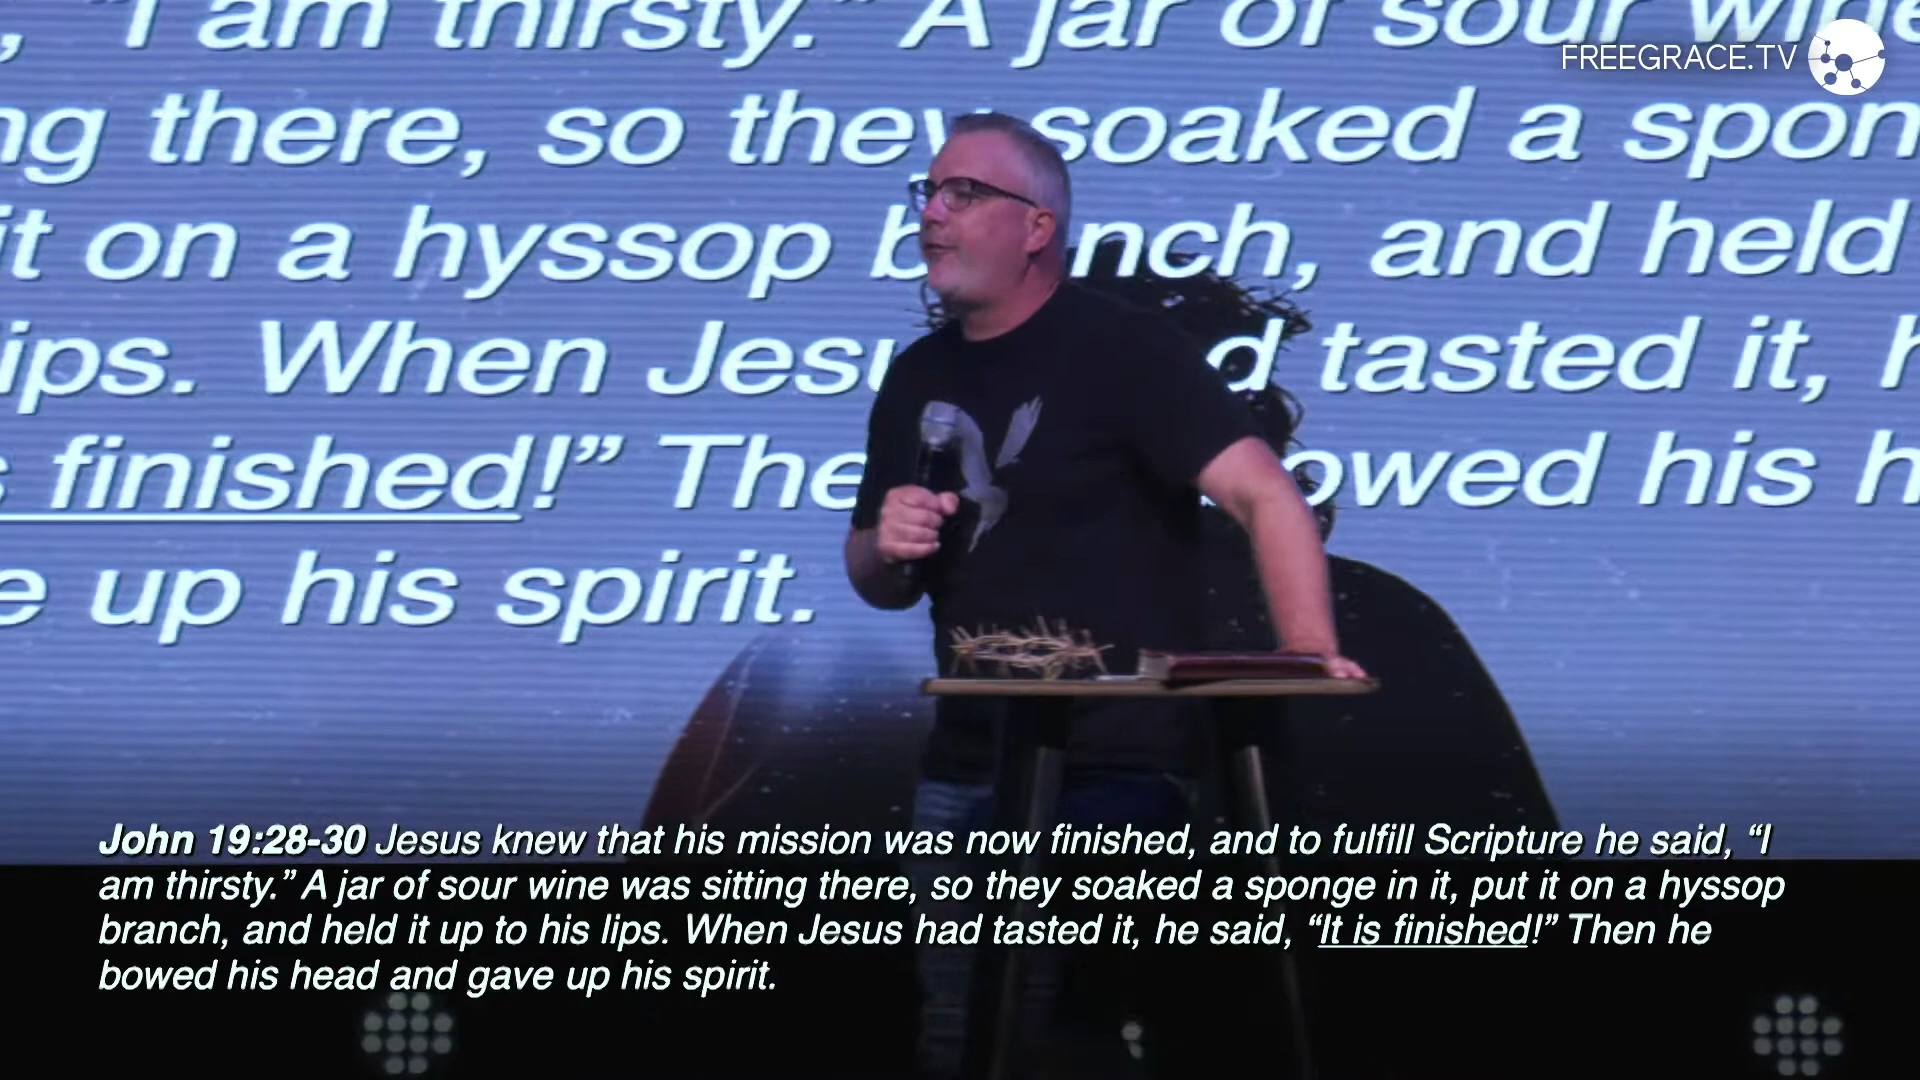 , "I am thirsty." A jar of sour wine
FREEGRACE.TV
ng there, so they soaked a spon
it on a hyssop b nch, and held
lips. When Jesu d tasted it, h
s finished!” The owed his h
e up his spirit.
John 19:28-30 Jesus knew that his mission was now finished, and to fulfill Scripture he said, “I
am thirsty.” A jar of sour wine was sitting there, so they soaked a sponge in it, put it on a hyssop
branch, and held it up to his lips. When Jesus had tasted it, he said, “It is finished!” Then he
bowed his head and gave up his spirit.